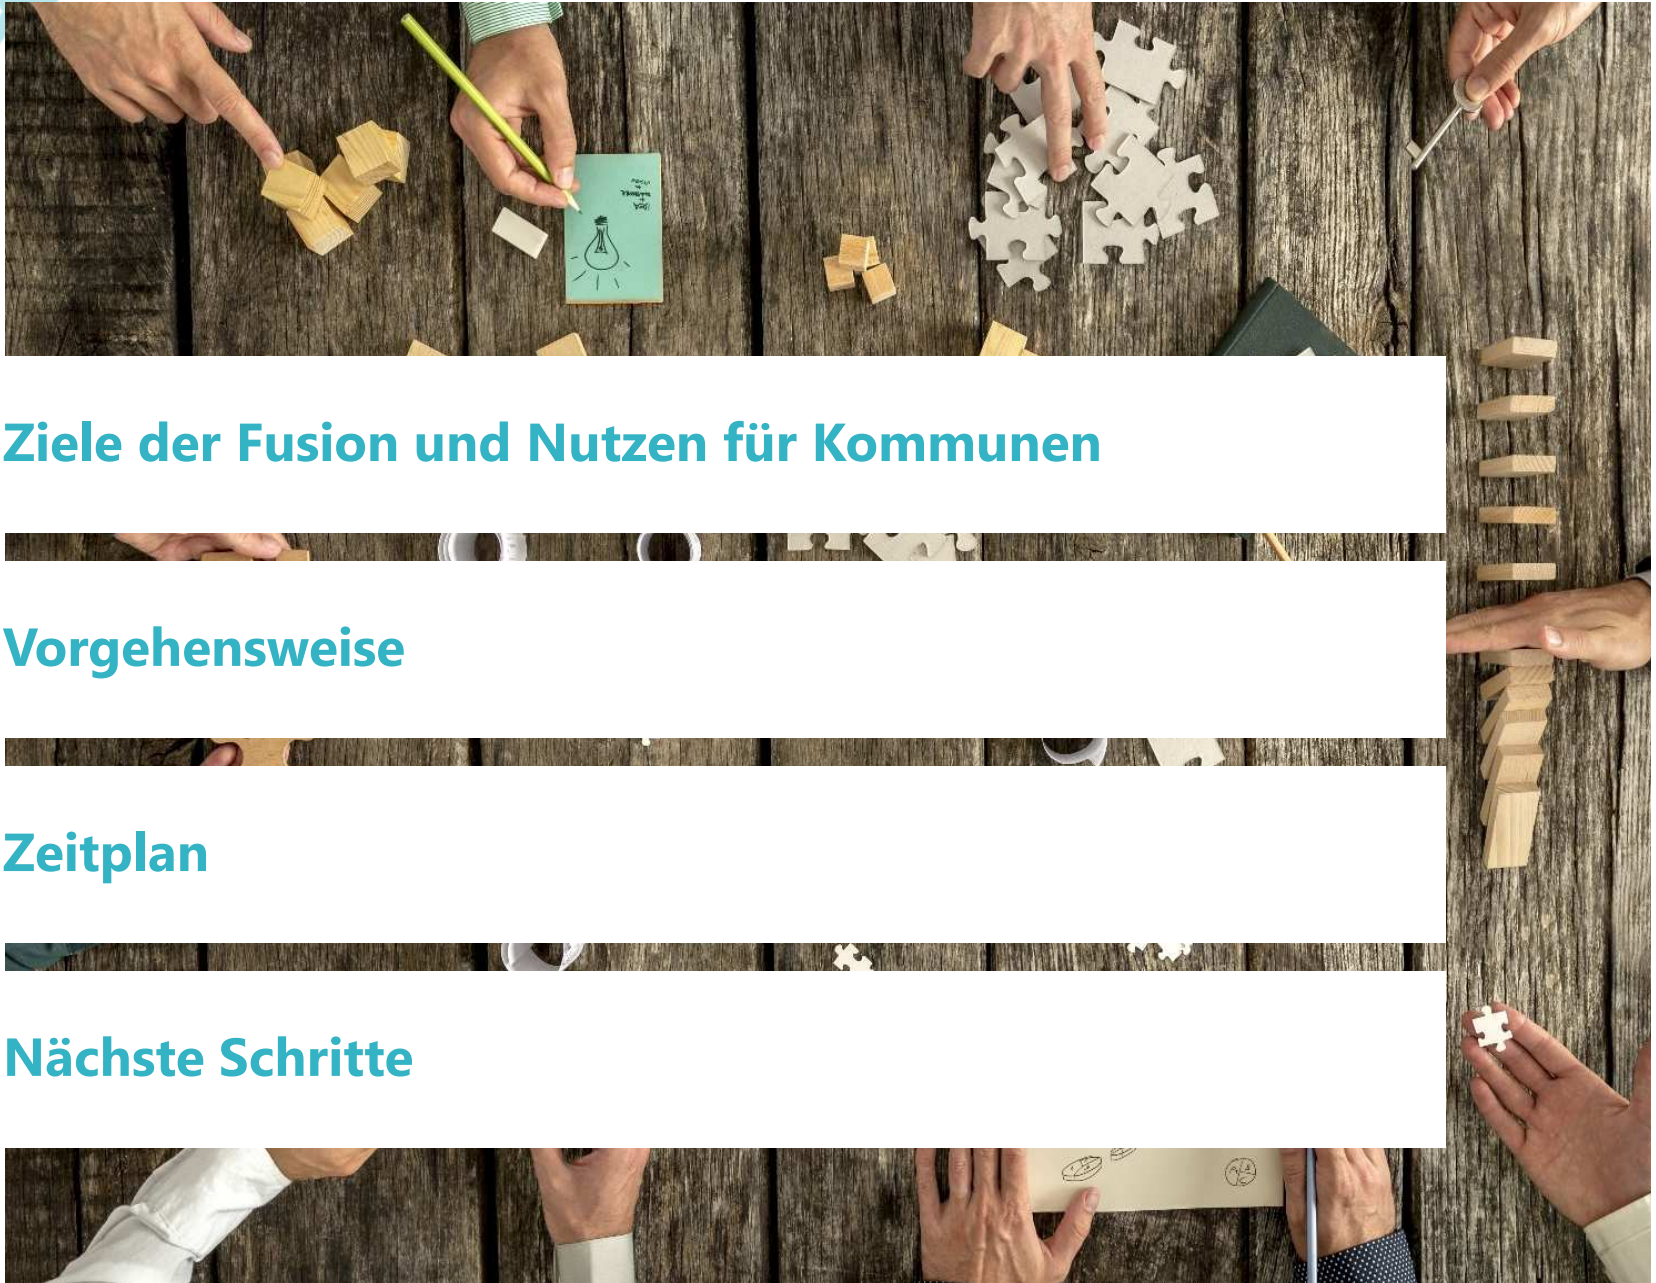 Ziele der Fusion und Nutzen für Kommunen
Vorgehensweise
Zeitplan
Nächste Schritte